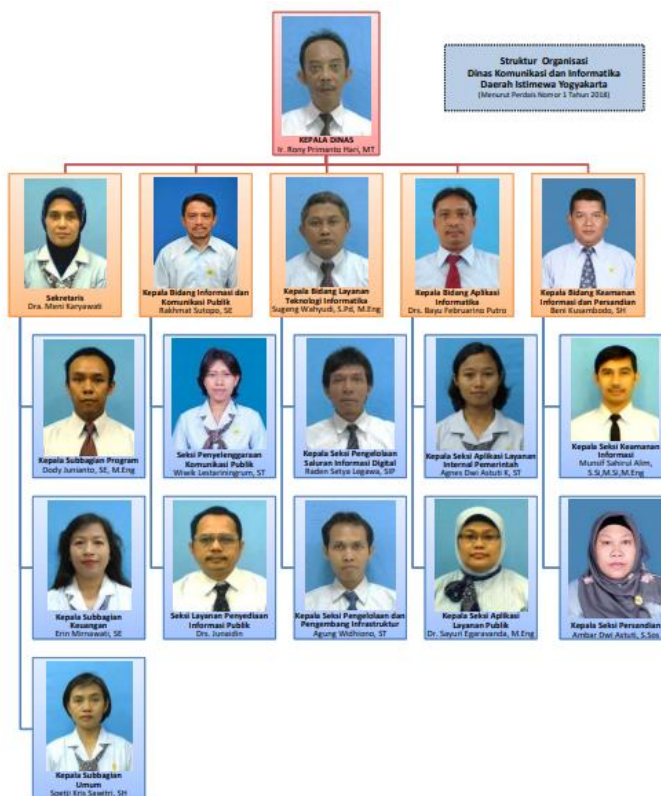 Struktur Organisasi
Dinas Komunikasi dan Informatika
Daerah Istimewa Yogyakarta
(Menurut Perdais Nomor 1 Tahun 2018)
KEPALA DINAS
Ir. Rony Primanto Hari, MT
Sekretaris
Dra. Meni Karyawati
Kepala Bidang Informasi dan
Komunikasi Publik
Rakhmat Sutopo, SE
Kepala Bidang Layanan
Teknologi Informatika
Sugeng Wahyudi, S.Pd, M.Eng
Kepala Bidang Aplikasi
Informatika
Drs. Bayu Februarino Putro
Kepala Bidang Keamanan
Informasi dan Persandian
Beni Kusambodo, SH
Kepala Subbagian Program
Dody Junianto, SE, M.Eng
Seksi Penyelenggaraan
Komunikasi Publik
Wiwik Lestariningrum, ST
Kepala Seksi Pengelolaan
Saluran Informasi Digital
Raden Setya Legawa, SIP
Kepala Seksi Aplikasi Layanan
Internal Pemerintah
Agnes Dwi Astuti K, ST
Kepala Seksi Keamanan
Informasi
Munsif Sahirul Alim,
S.Si,M.Si,M.Eng
Kepala Subbagian
Keuangan
Erin Mirnawati, SE
Seksi Layanan Penyediaan
Informasi Publik
Drs. Junaidin
Kepala Seksi Pengelolaan dan
Pengembang Infrastruktur
Agung Widhiono, ST
Kepala Seksi Aplikasi
Layanan Publik
Dr. Sayuri Egaravanda, M.Eng
Kepala Seksi Persandian
Ambar Dwi Astuti, S.Sos
Kepala Subbagian
Umum
Soetji Kris Sawitri, SH